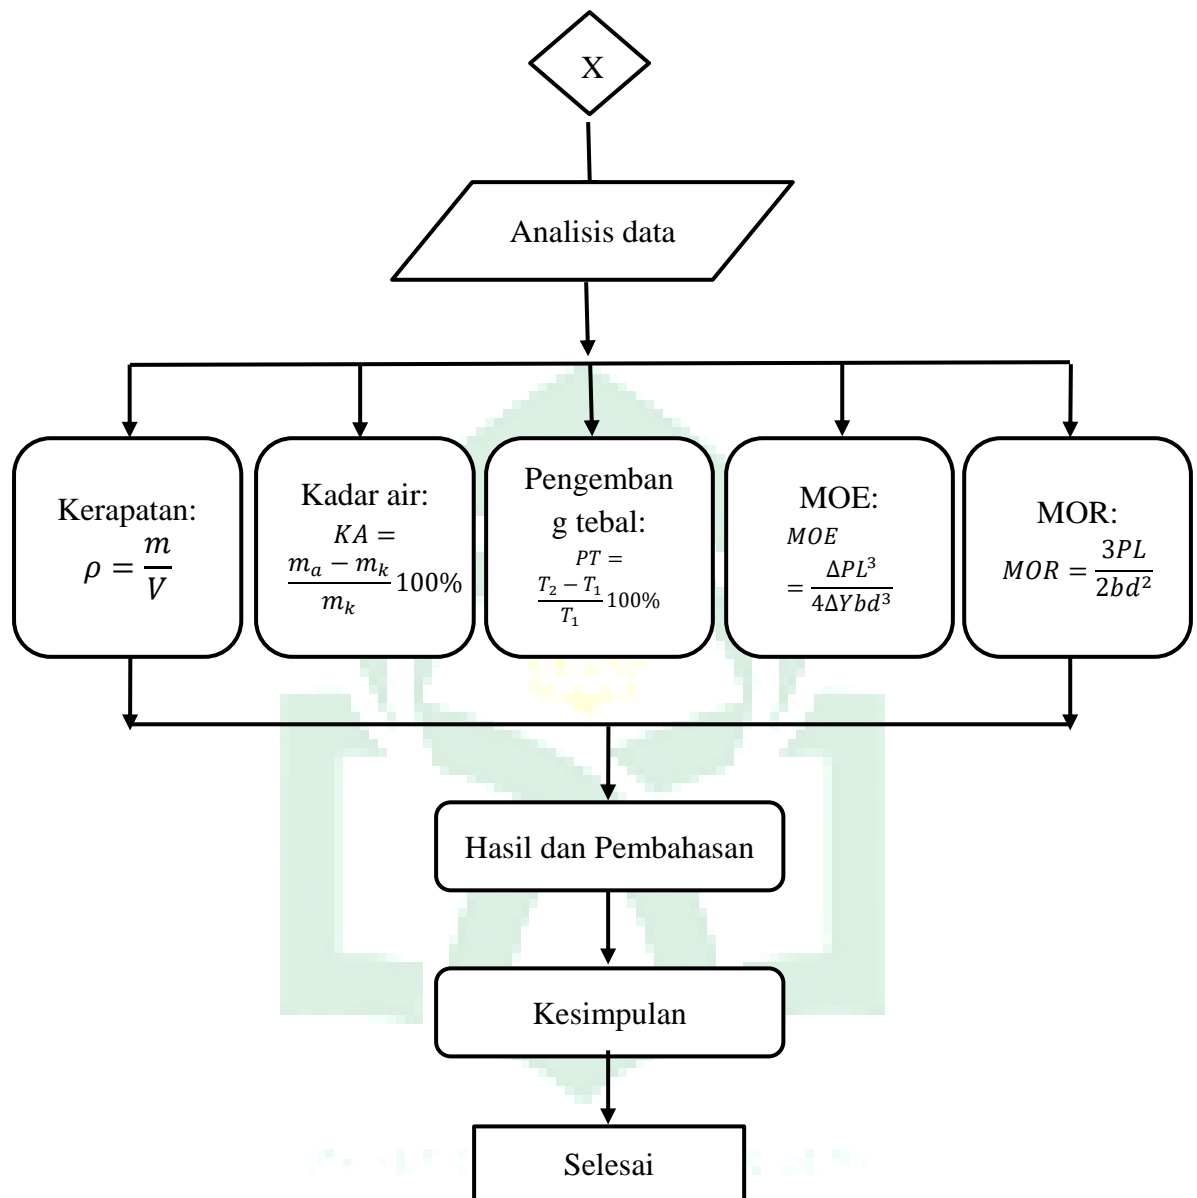 X
Analisis data
Kerapatan:
ρ = m/V
Kadar air:
KA =
(m_a − m_k)/m_k 100%
Pengemban
g tebal:
PT =
(T_2 − T_1)/T_1 100%
MOE:
MOE
= ΔPL³/4ΔYbd³
MOR:
MOR = 3PL/2bd²
Hasil dan Pembahasan
Kesimpulan
Selesai